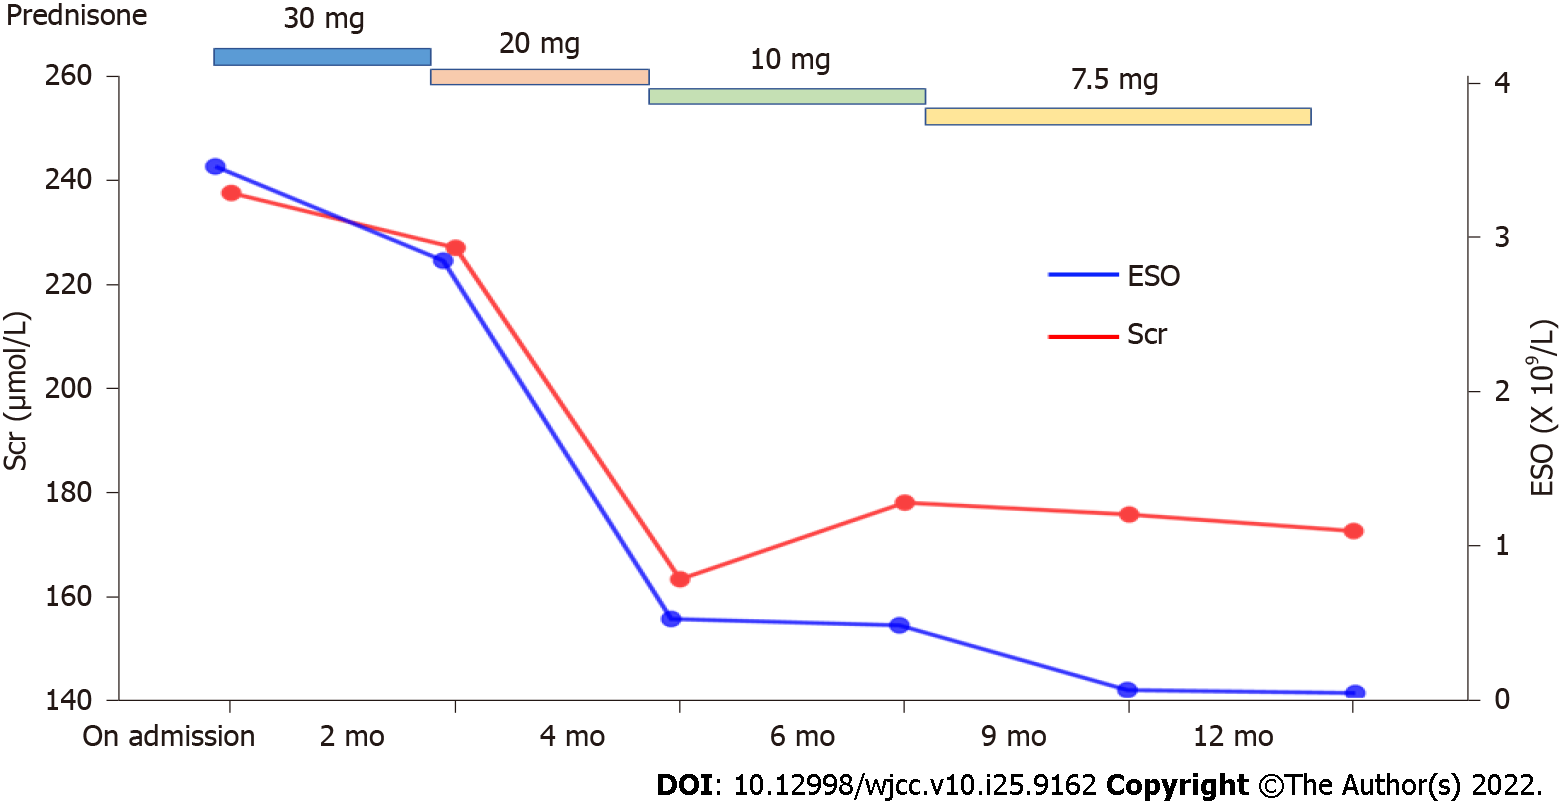 Prednisone
30 mg
20 mg
10 mg
7.5 mg
260
240
220
200
180
160
140
Scr (μmol/L)
4
3
2
1
0
ESO (X 10⁹/L)
ESO
Scr
On admission 2 mo 4 mo 6 mo 9 mo 12 mo
DOI: 10.12998/wjcc.v10.i25.9162 Copyright ©The Author(s) 2022.